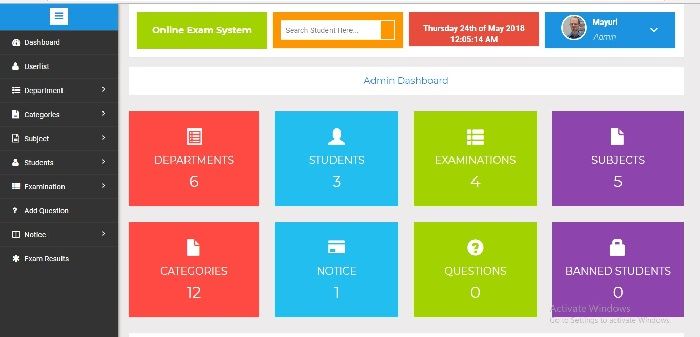 Online Exam System
Search Student Here...
Thursday 24th of May 2018
12:05:14 AM
Mayuri
Admin
Dashboard
Userlist
Department
Categories
Subject
Students
Examination
Add Question
Notice
Exam Results
Admin Dashboard
DEPARTMENTS
6
STUDENTS
3
EXAMINATIONS
4
SUBJECTS
5
CATEGORIES
12
NOTICE
1
QUESTIONS
0
BANNED STUDENTS
0
Activate Windows
Go to Settings to activate Windows.